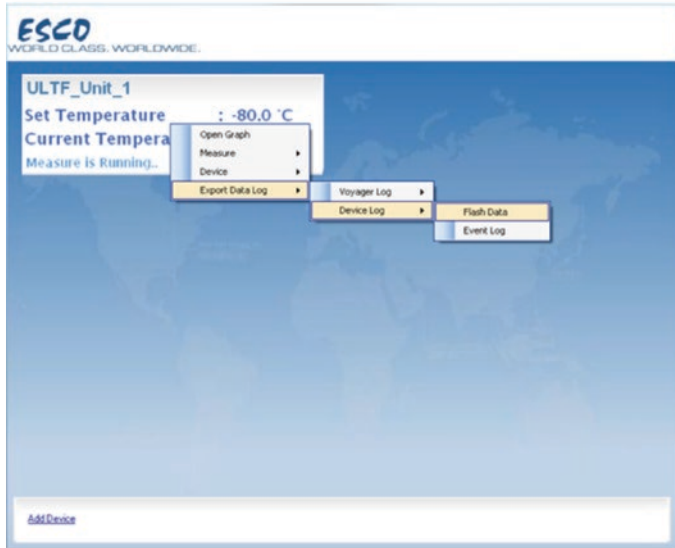 ESCO
WORLD CLASS. WORLDWIDE.
ULTF_Unit_1
Set Temperature : -80.0 °C
Current Tempera
Measure is Running..
Open Graph
Measure
Device
Export Data Log
Voyager Log
Device Log
Flash Data
Event Log
Add Device